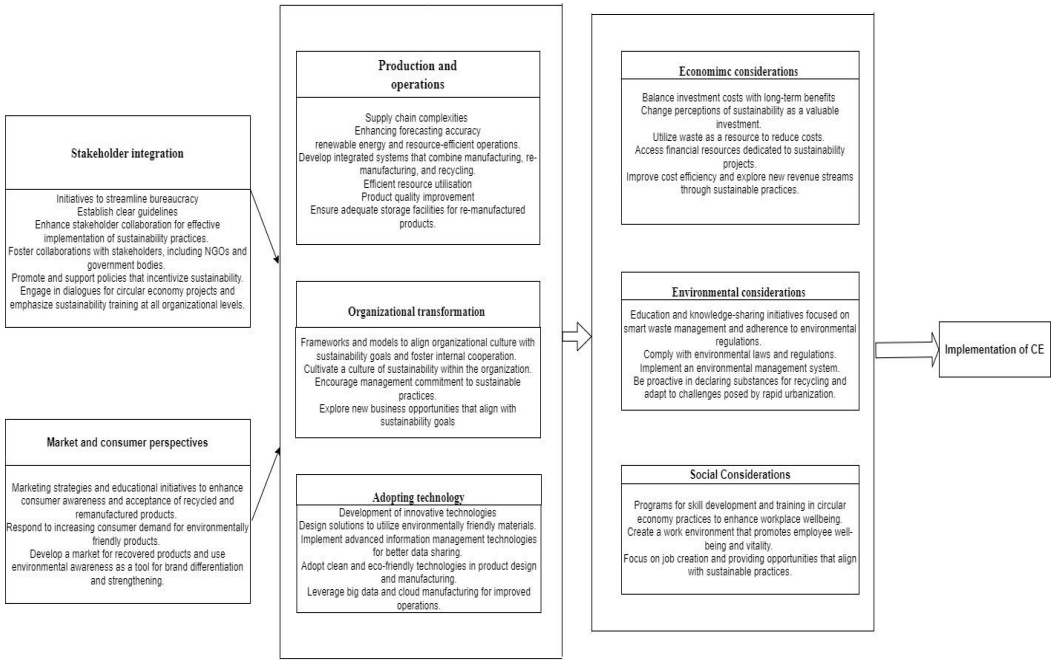 Stakeholder integration
Initiatives to streamline bureaucracy
Establish clear guidelines
Enhance stakeholder collaboration for effective
implementation of sustainability practices.
Foster collaborations with stakeholders, including NGOs and
government bodies.
Promote and support policies that incentivize sustainability.
Engage in dialogues for circular economy projects and
emphasize sustainability training at all organizational levels.
Market and consumer perspectives
Marketing strategies and educational initiatives to enhance
consumer awareness and acceptance of recycled and
remanufactured products.
Respond to increasing consumer demand for environmentally
friendly products.
Develop a market for recovered products and use
environmental awareness as a tool for brand differentiation
and strengthening.
Production and
operations
Supply chain complexities
Enhancing forecasting accuracy
renewable energy and resource-efficient operations.
Develop integrated systems that combine manufacturing, re-
manufacturing, and recycling.
Efficient resource utilisation
Product quality improvement
Ensure adequate storage facilities for re-manufactured
products.
Organizational transformation
Frameworks and models to align organizational culture with
sustainability goals and foster internal cooperation.
Cultivate a culture of sustainability within the organization.
Encourage management commitment to sustainable
practices.
Explore new business opportunities that align with
sustainability goals
Adopting technology
Development of innovative technologies
Design solutions to utilize environmentally friendly materials.
Implement advanced information management technologies
for better data sharing.
Adopt clean and eco-friendly technologies in product design
and manufacturing.
Leverage big data and cloud manufacturing for improved
operations.
Economimc considerations
Balance investment costs with long-term benefits
Change perceptions of sustainability as a valuable
investment.
Utilize waste as a resource to reduce costs.
Access financial resources dedicated to sustainability
projects.
Improve cost efficiency and explore new revenue streams
through sustainable practices.
Environmental considerations
Education and knowledge-sharing initiatives focused on
smart waste management and adherence to environmental
regulations.
Comply with environmental laws and regulations.
Implement an environmental management system.
Be proactive in declaring substances for recycling and
adapt to challenges posed by rapid urbanization.
Social Considerations
Programs for skill development and training in circular
economy practices to enhance workplace wellbeing.
Create a work environment that promotes employee well-
being and vitality.
Focus on job creation and providing opportunities that align
with sustainable practices.
Implementation of CE